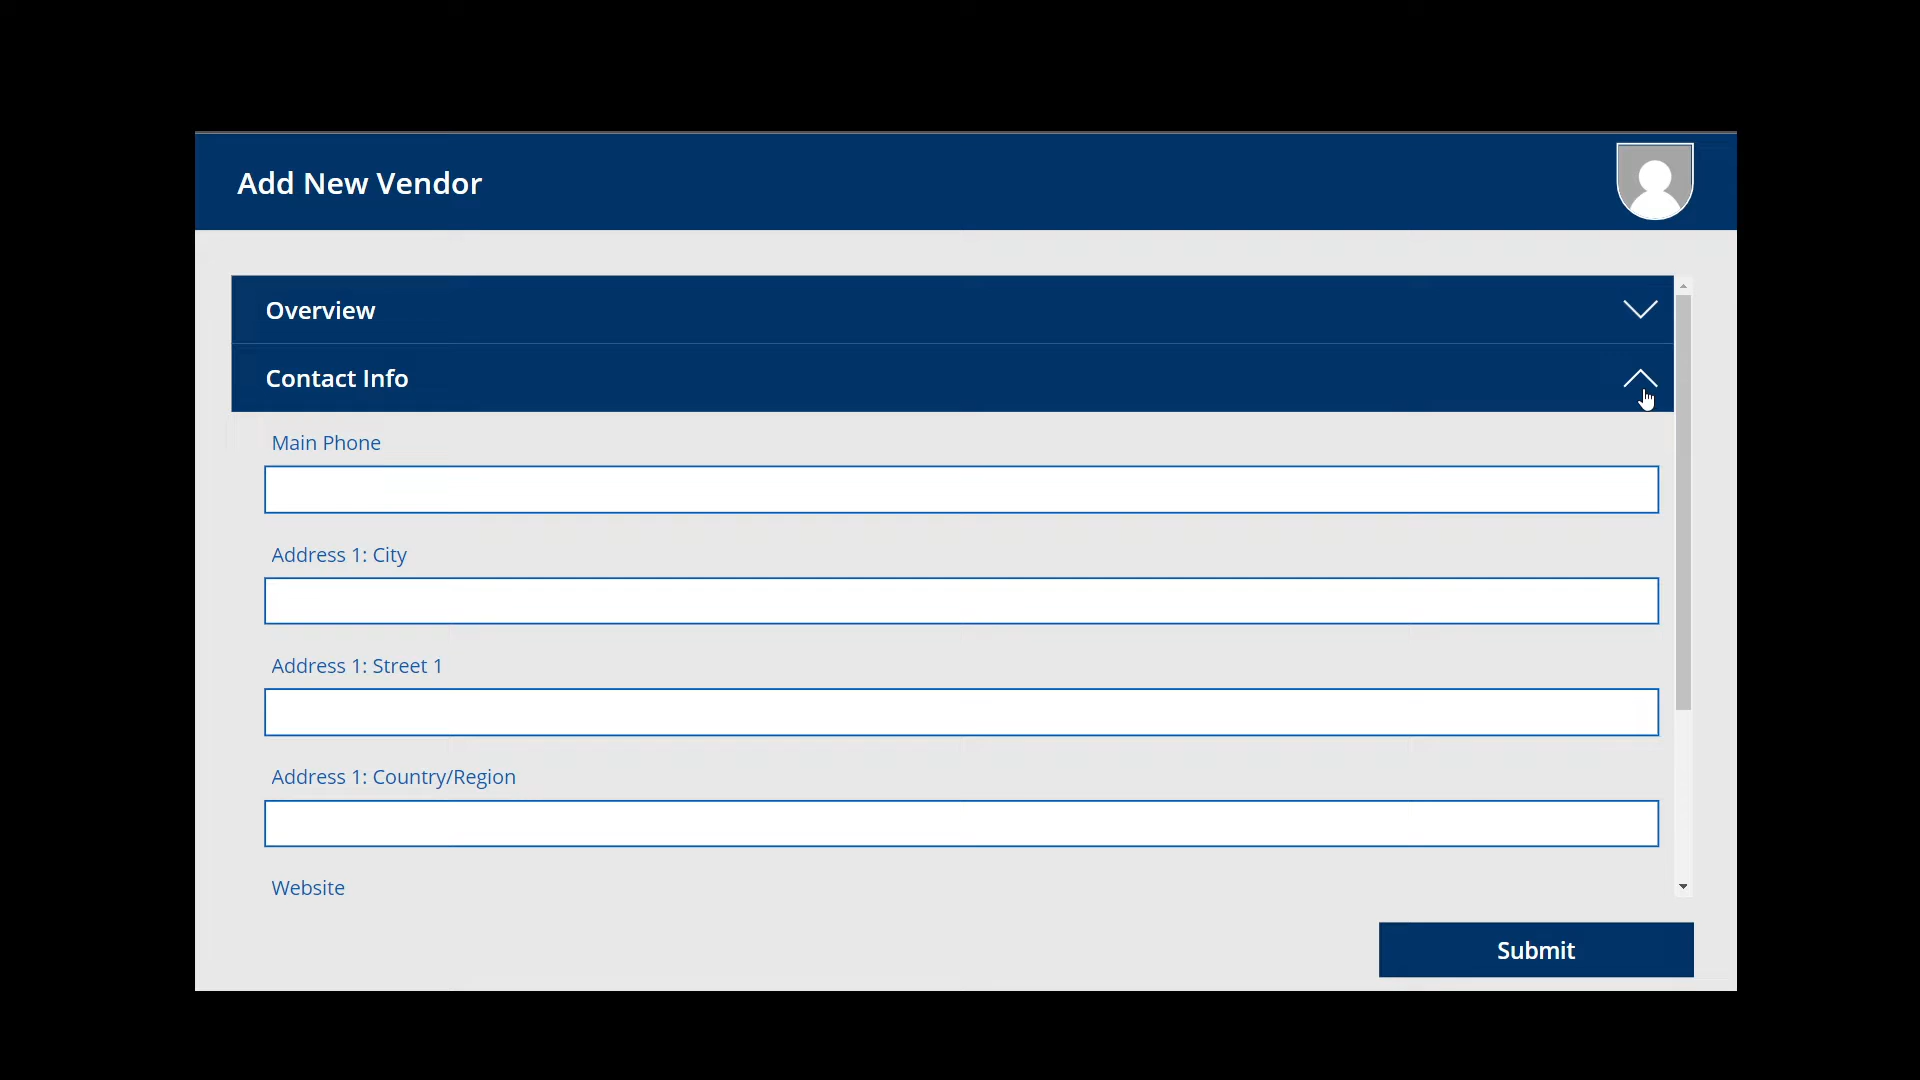 Add New Vendor
Overview
Contact Info
Main Phone
Address 1: City
Address 1: Street 1
Address 1: Country/Region
Website
Submit